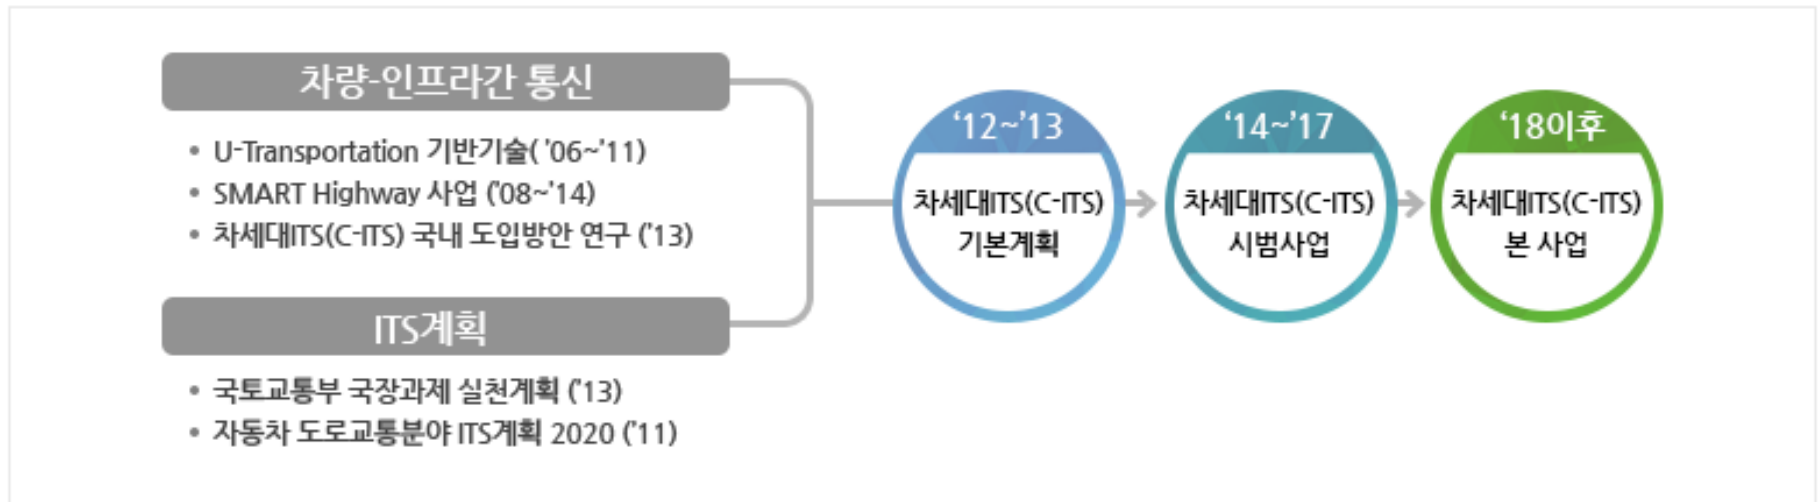 차량-인프라간 통신
• U-Transportation 기반기술( ’06~’11)
• SMART Highway 사업 (’08~’14)
• 차세대ITS(C-ITS) 국내 도입방안 연구 (’13)
ITS계획
• 국토교통부 국장과제 실천계획 (’13)
• 자동차 도로교통분야 ITS계획 2020 (’11)
‘12~’13
차세대ITS(C-ITS)
기본계획
‘14~’17
차세대ITS(C-ITS)
시범사업
‘18이후
차세대ITS(C-ITS)
본 사업